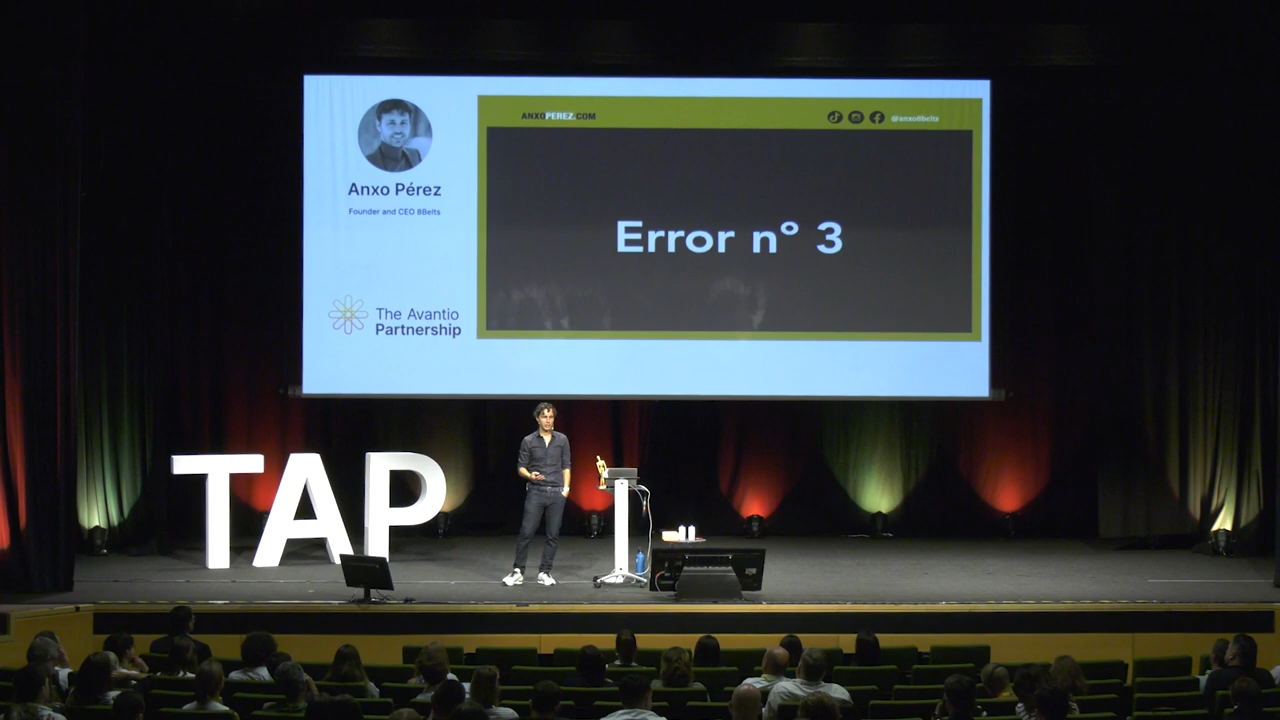 ANXOPEREZ.COM
@anxo8belts
Anxo Pérez
Founder and CEO 8Belts
Error nº 3
The Avantio
Partnership
TAP